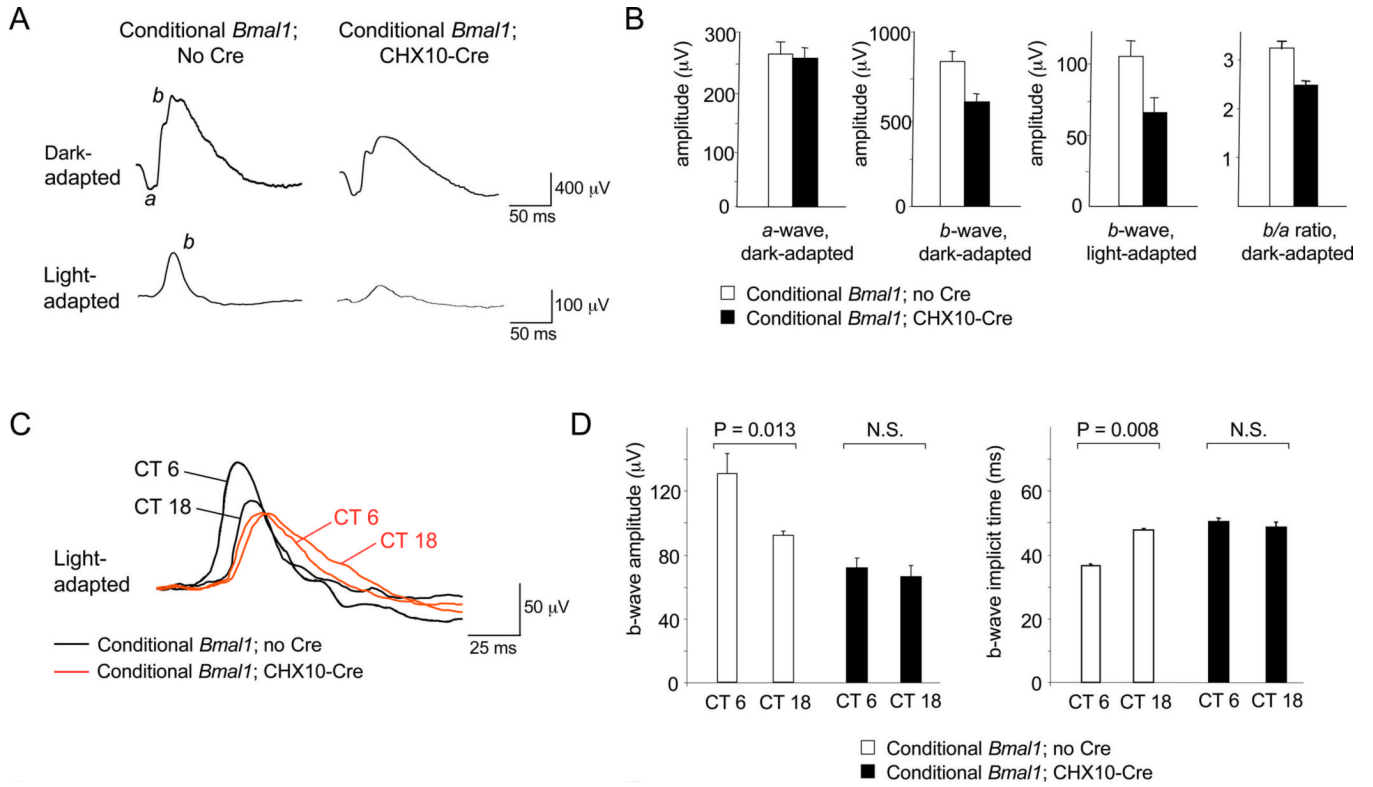 A
Conditional Bmal1;
No Cre
Conditional Bmal1;
CHX10-Cre
Dark-
adapted
b
a
400 μV
50 ms
Light-
adapted
b
100 μV
50 ms
B
amplitude (μV)
300
200
100
0
a-wave,
dark-adapted
amplitude (μV)
1000
500
0
b-wave,
dark-adapted
amplitude (μV)
100
50
0
b-wave,
light-adapted
3
2
1
b/a ratio,
dark-adapted
Conditional Bmal1; no Cre
Conditional Bmal1; CHX10-Cre
C
CT 6
CT 18
CT 6
CT 18
Light-
adapted
50 μV
25 ms
Conditional Bmal1; no Cre
Conditional Bmal1; CHX10-Cre
D
b-wave amplitude (μV)
P = 0.013
N.S.
120
80
40
0
CT 6 CT 18 CT 6 CT 18
b-wave implicit time (ms)
P = 0.008
N.S.
60
40
20
0
CT 6 CT 18 CT 6 CT 18
Conditional Bmal1; no Cre
Conditional Bmal1; CHX10-Cre